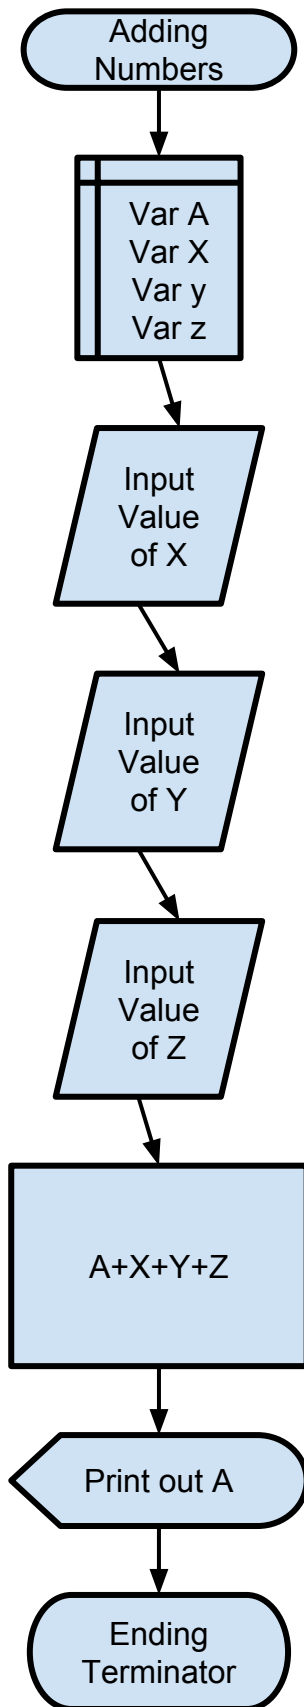 Adding
Numbers
Var A
Var X
Var y
Var z
Input
Value
of X
Input
Value
of Y
Input
Value
of Z
A+X+Y+Z
Print out A
Ending
Terminator